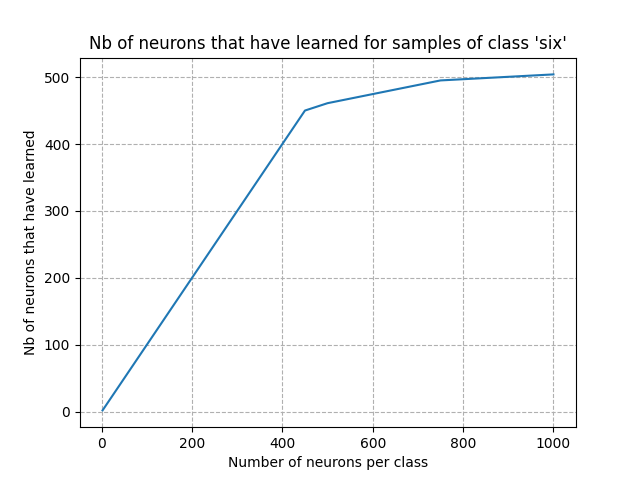 Nb of neurons that have learned for samples of class 'six'
Nb of neurons that have learned
500
400
300
200
100
0
0 200 400 600 800 1000
Number of neurons per class